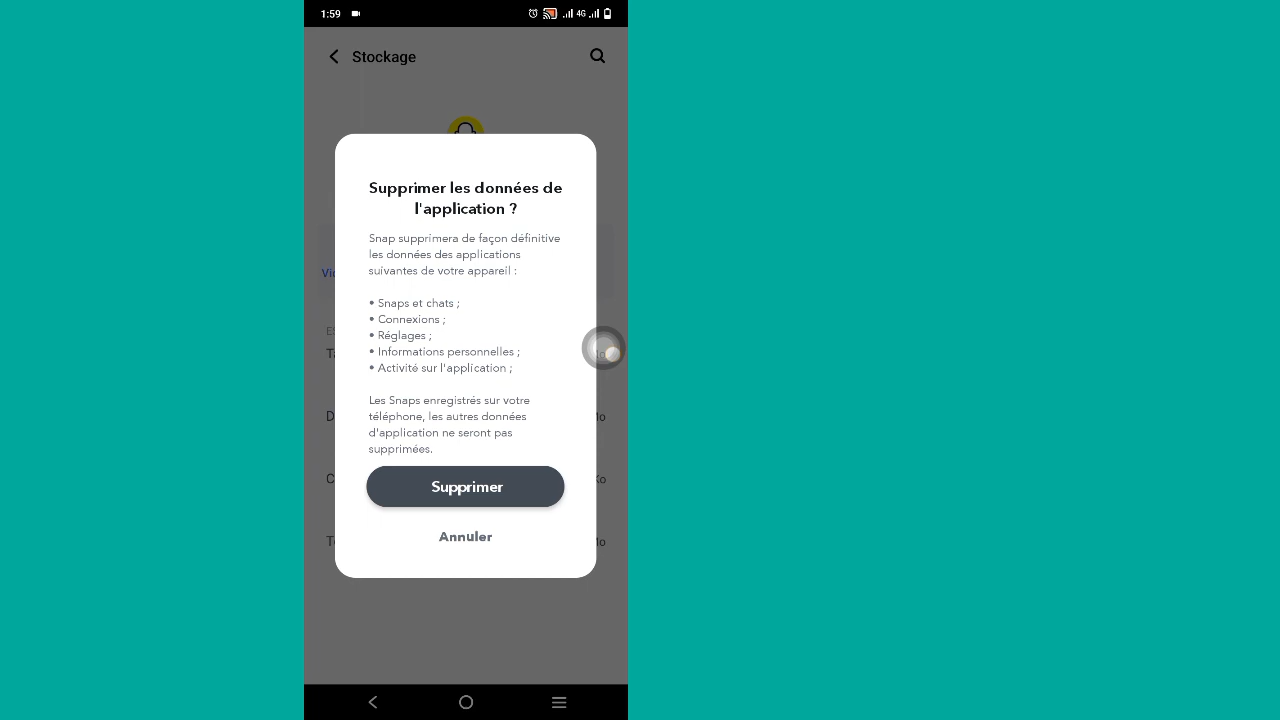 1:59
4G
Stockage
Supprimer les données de
l'application ?
Snap supprimera de façon définitive
les données des applications
suivantes de votre appareil :
• Snaps et chats ;
• Connexions ;
• Réglages ;
• Informations personnelles ;
• Activité sur l'application ;
Les Snaps enregistrés sur votre
téléphone, les autres données
d'application ne seront pas
supprimées.
Supprimer
Annuler